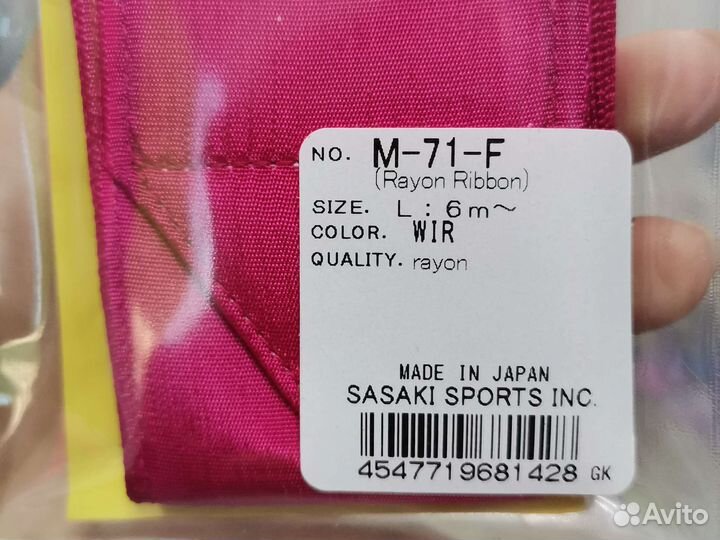 NO. M-71-F
(Rayon Ribbon)
SIZE. L : 6m～
COLOR. WIR
QUALITY. rayon
MADE IN JAPAN
SASAKI SPORTS INC.
4547719681428 GK
Avito